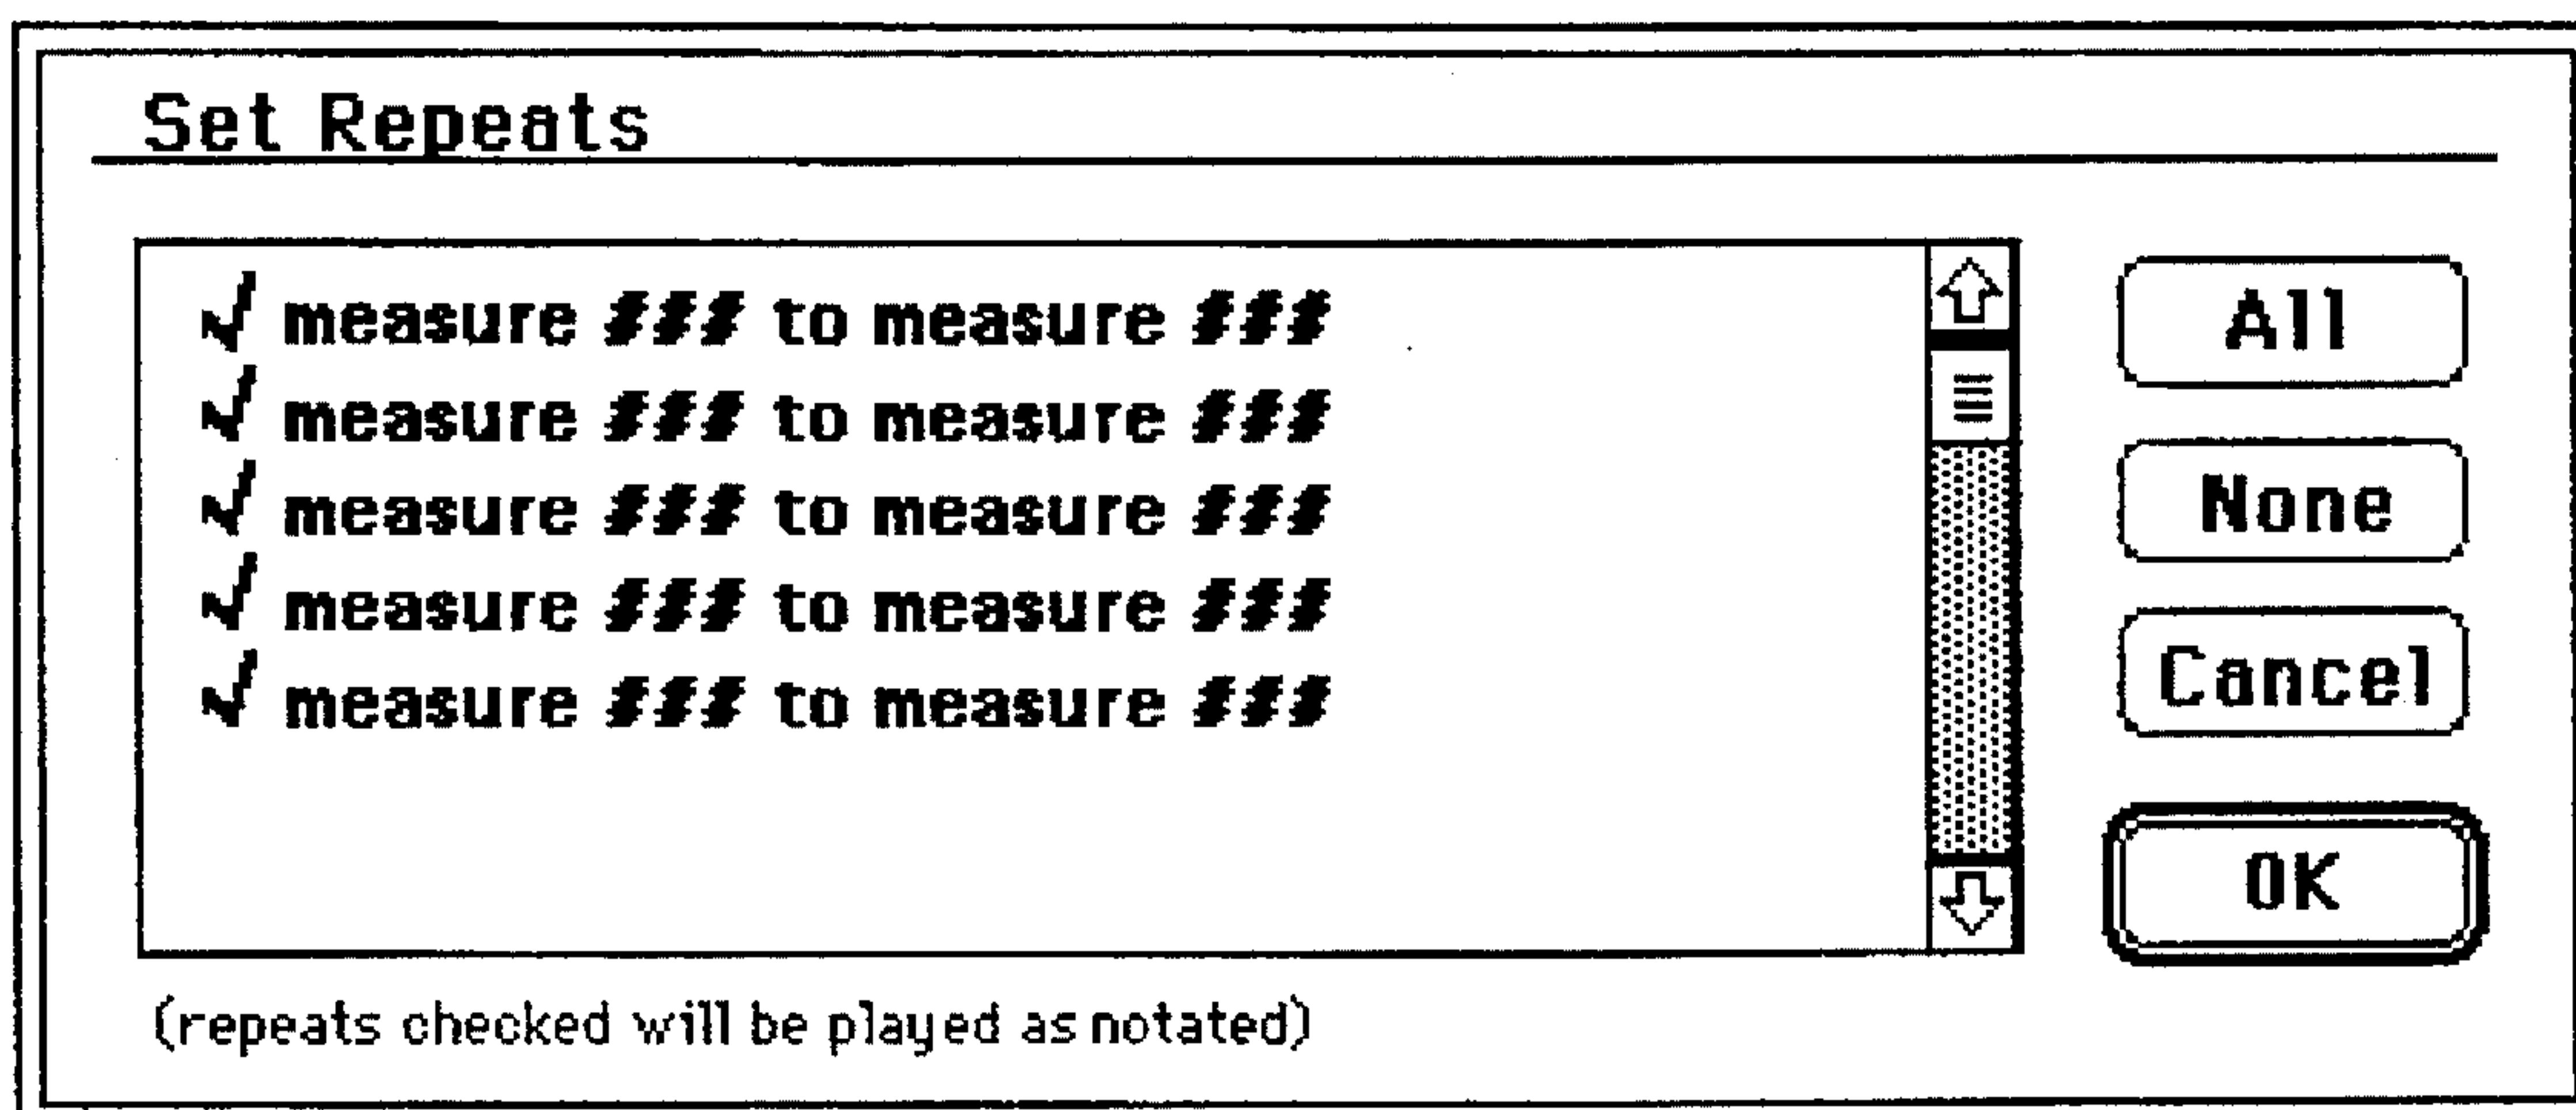 Set Repeats
✓ measure ### to measure ###
✓ measure ### to measure ###
✓ measure ### to measure ###
✓ measure ### to measure ###
✓ measure ### to measure ###
All
None
Cancel
OK
(repeats checked will be played as notated)